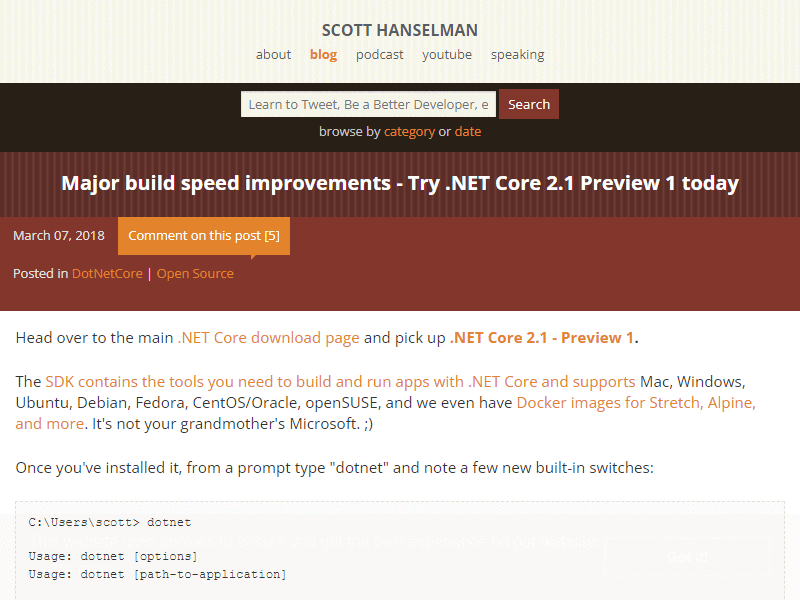 SCOTT HANSELMAN
about blog podcast youtube speaking
Learn to Tweet, Be a Better Developer, e Search
browse by category or date
Major build speed improvements - Try .NET Core 2.1 Preview 1 today
March 07, 2018 Comment on this post [5]
Posted in DotNetCore | Open Source
Head over to the main .NET Core download page and pick up .NET Core 2.1 - Preview 1.
The SDK contains the tools you need to build and run apps with .NET Core and supports Mac, Windows,
Ubuntu, Debian, Fedora, CentOS/Oracle, openSUSE, and we even have Docker images for Stretch, Alpine,
and more. It's not your grandmother's Microsoft. ;)
Once you've installed it, from a prompt type "dotnet" and note a few new built-in switches:
C:\Users\scott> dotnet
Usage: dotnet [options]
Usage: dotnet [path-to-application]
Got it!